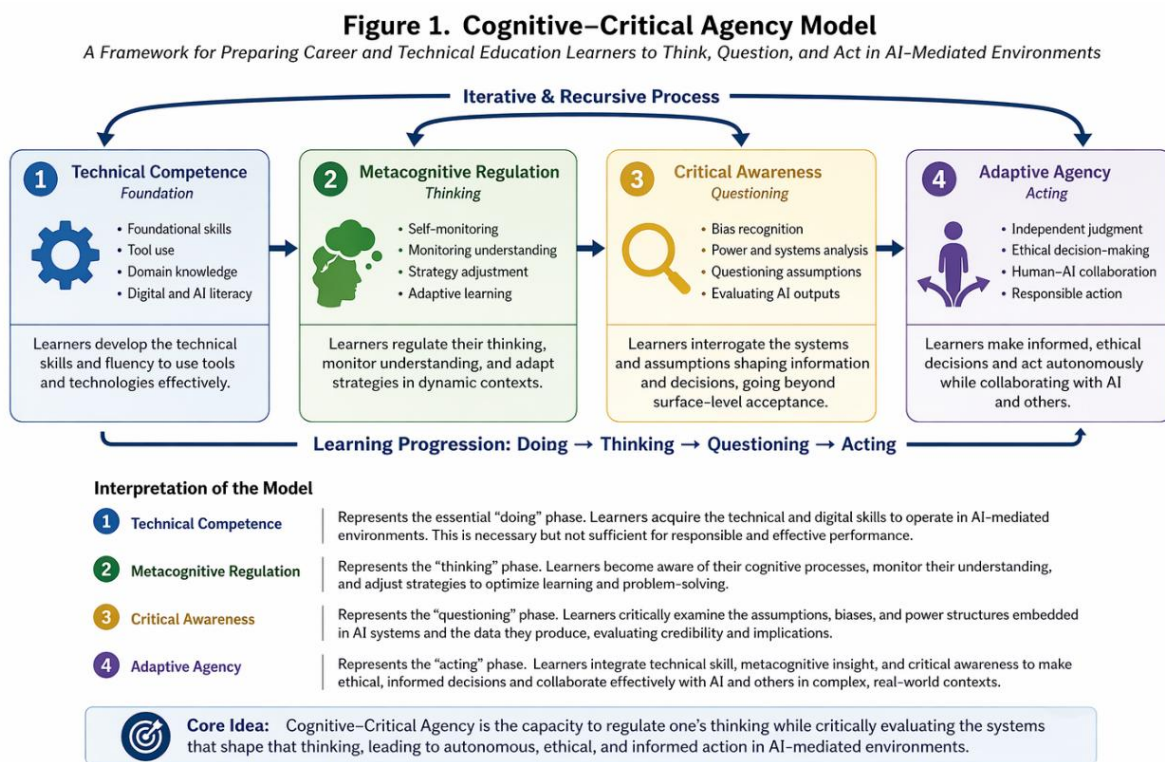 Figure 1. Cognitive–Critical Agency Model
A Framework for Preparing Career and Technical Education Learners to Think, Question, and Act in AI–Mediated Environments
Iterative & Recursive Process
1 Technical Competence
Foundation
• Foundational skills
• Tool use
• Domain knowledge
• Digital and AI literacy
Learners develop the technical
skills and fluency to use tools
and technologies effectively.
2 Metacognitive Regulation
Thinking
• Self-monitoring
• Monitoring understanding
• Strategy adjustment
• Adaptive learning
Learners regulate their thinking,
monitor understanding, and adapt
strategies in dynamic contexts.
3 Critical Awareness
Questioning
• Bias recognition
• Power and systems analysis
• Questioning assumptions
• Evaluating AI outputs
Learners interrogate the systems
and assumptions shaping information
and decisions, going beyond
surface-level acceptance.
4 Adaptive Agency
Acting
• Independent judgment
• Ethical decision-making
• Human–AI collaboration
• Responsible action
Learners make informed, ethical
decisions and act autonomously
while collaborating with AI
and others.
Learning Progression: Doing → Thinking → Questioning → Acting
Interpretation of the Model
1 Technical Competence
Represents the essential “doing” phase. Learners acquire the technical and digital skills to operate in AI-mediated
environments. This is necessary but not sufficient for responsible and effective performance.
2 Metacognitive Regulation
Represents the “thinking” phase. Learners become aware of their cognitive processes, monitor their understanding,
and adjust strategies to optimize learning and problem-solving.
3 Critical Awareness
Represents the “questioning” phase. Learners critically examine the assumptions, biases, and power structures embedded
in AI systems and the data they produce, evaluating credibility and implications.
4 Adaptive Agency
Represents the “acting” phase. Learners integrate technical skill, metacognitive insight, and critical awareness to make
ethical, informed decisions and collaborate effectively with AI and others in complex, real-world contexts.
Core Idea: Cognitive–Critical Agency is the capacity to regulate one’s thinking while critically evaluating the systems
that shape that thinking, leading to autonomous, ethical, and informed action in AI-mediated environments.